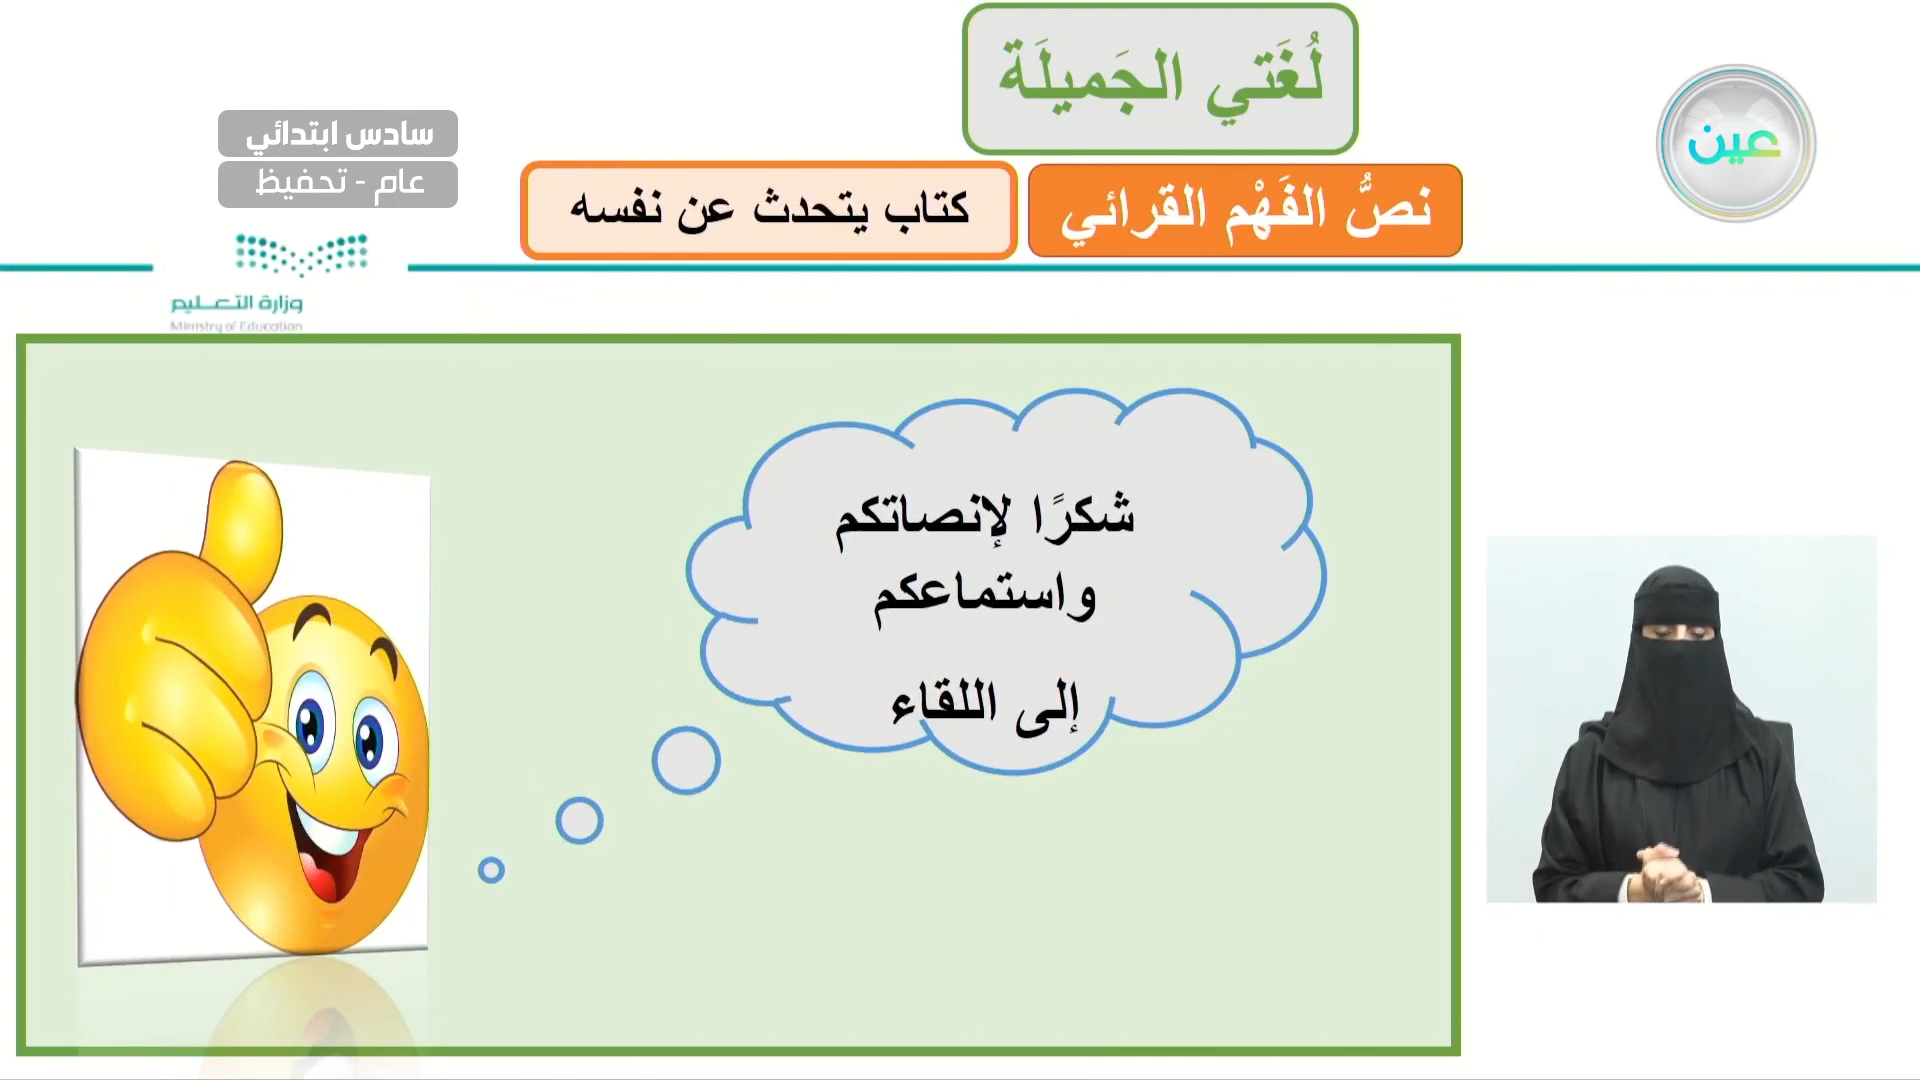 لُغَتي الجَميلَة
عين
سادس ابتدائي
عام - تحفيظ
نصُّ الفَهْم القرائي
كتاب يتحدث عن نفسه
وزارة التعـليم
Ministry of Education
شكرًا لإنصاتكم
واستماعكم
إلى اللقاء